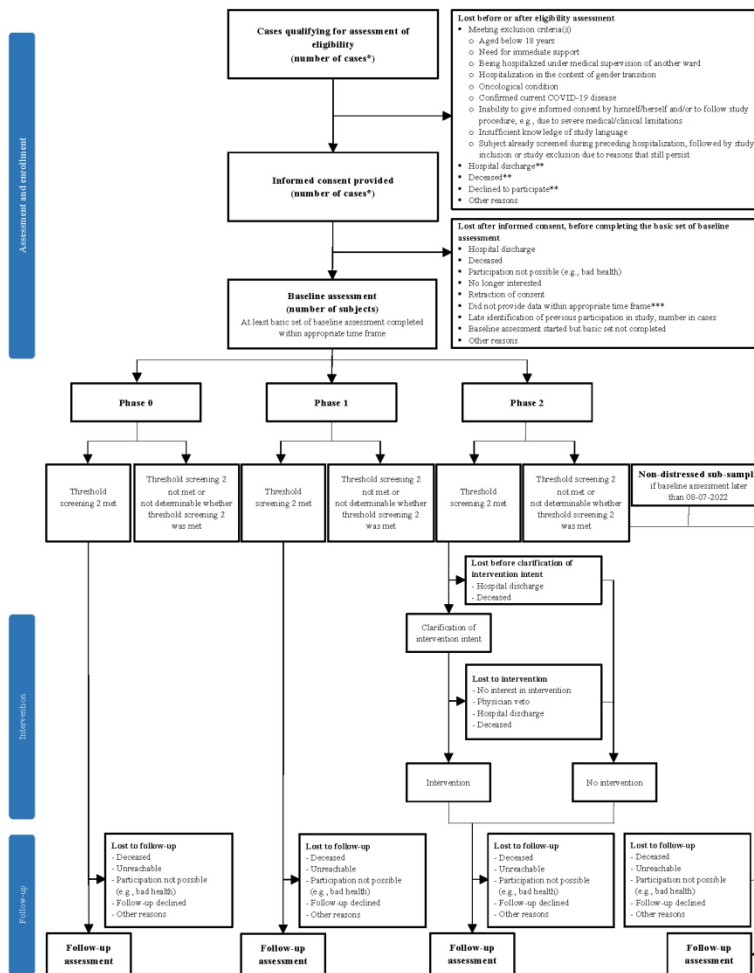 Cases qualifying for assessment of
eligibility
(number of cases*)
Lost before or after eligibility assessment
▪ Meeting exclusion criteria(s)
o Aged below 18 years
o Need for immediate support
o Being hospitalized under medical supervision of another ward
o Hospitalization in the context of gender transition
o Oncological condition
o Confirmed current COVID-19 disease
o Inability to give informed consent by himself/herself and/or to follow study
procedure, e.g., due to severe medical/clinical limitations
o Insufficient knowledge of study language
o Subject already screened during preceding hospitalization, followed by study
inclusion or study exclusion due to reasons that still persist
▪ Hospital discharge**
▪ Deceased**
▪ Declined to participate**
▪ Other reasons
Assessment and enrollment
Informed consent provided
(number of cases*)
Lost after informed consent, before completing the basic set of baseline
assessment
▪ Hospital discharge
▪ Deceased
▪ Participation not possible (e.g., bad health)
▪ No longer interested
▪ Retraction of consent
▪ Did not provide data within appropriate time frame***
▪ Late identification of previous participation in study, number in cases
▪ Baseline assessment started but basic set not completed
▪ Other reasons
Baseline assessment
(number of subjects)
At least basic set of baseline assessment completed
within appropriate time frame
Phase 0
Phase 1
Phase 2
Threshold
screening 2 met
Threshold screening 2
not met or
not determinable whether
threshold screening 2
was met
Threshold
screening 2 met
Threshold screening 2
not met or
not determinable whether
threshold screening 2
was met
Threshold
screening 2 met
Threshold screening 2
not met or
not determinable whether
threshold screening 2
was met
Non-distressed sub-sampl
if baseline assessment later
than 08-07-2022
Intervention
Lost before clarification of
intervention intent
- Hospital discharge
- Deceased
Clarification of
intervention intent
Lost to intervention
- No interest in intervention
- Physician veto
- Hospital discharge
- Deceased
Intervention
No intervention
Follow-up
Lost to follow-up
- Deceased
- Unreachable
- Participation not possible
(e.g., bad health)
- Follow-up declined
- Other reasons
Lost to follow-up
- Deceased
- Unreachable
- Participation not possible
(e.g., bad health)
- Follow-up declined
- Other reasons
Lost to follow-up
- Deceased
- Unreachable
- Participation not possible
(e.g., bad health)
- Follow-up declined
- Other reasons
Lost to follow-up
- Deceased
- Unreachable
- Participation not possible
(e.g., bad health)
- Follow-up declined
- Other reasons
Follow-up
assessment
Follow-up
assessment
Follow-up
assessment
Follow-up
assessment